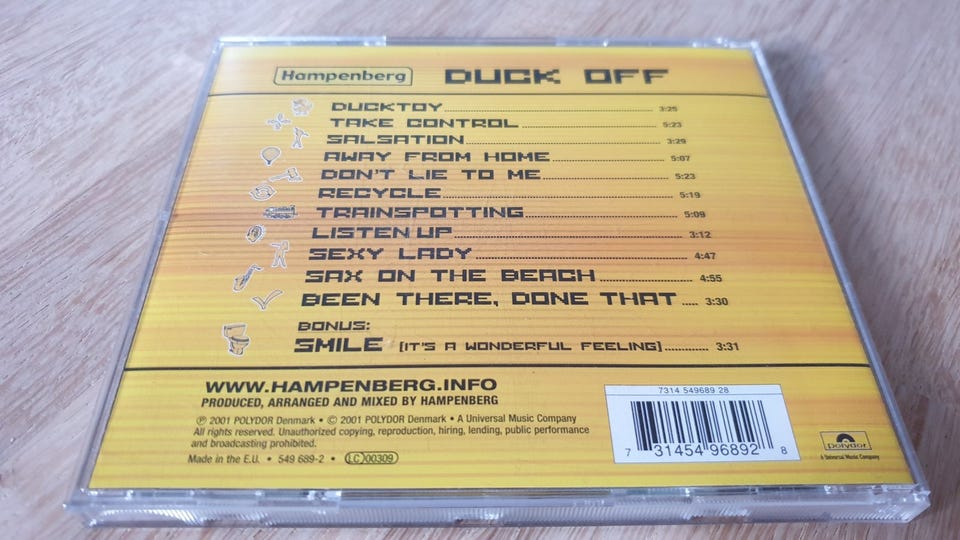 Hampenberg DUCK OFF
DUCKTOY 3:25
TAKE CONTROL 5:23
SALSATION 3:29
AWAY FROM HOME 5:07
DON'T LIE TO ME 5:23
RECYCLE 5:19
TRAINSPOTTING 5:09
LISTEN UP 3:12
SEXY LADY 4:47
SAX ON THE BEACH 4:55
BEEN THERE, DONE THAT ..... 3:30
BONUS:
SMILE [IT'S A WONDERFUL FEELING] 3:31
WWW.HAMPENBERG.INFO
PRODUCED, ARRANGED AND MIXED BY HAMPENBERG
℗ 2001 POLYDOR Denmark • © 2001 POLYDOR Denmark • A Universal Music Company
All rights reserved. Unauthorized copying, reproduction, hiring, lending, public performance
and broadcasting prohibited.
Made in the E.U. • 549 689-2 • LC 00309
7314 549689 28
7 31454 96892 8
polydor
A Universal Music Company